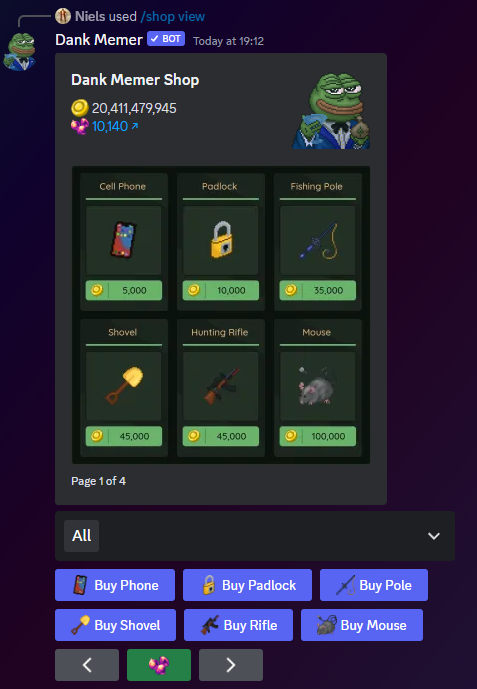 Niels used /shop view
Dank Memer ✓ BOT Today at 19:12
Dank Memer Shop
20,411,479,945
10,140 ↗
Cell Phone Padlock Fishing Pole
5,000 10,000 35,000
Shovel Hunting Rifle Mouse
45,000 45,000 100,000
Page 1 of 4
All
Buy Phone Buy Padlock Buy Pole
Buy Shovel Buy Rifle Buy Mouse